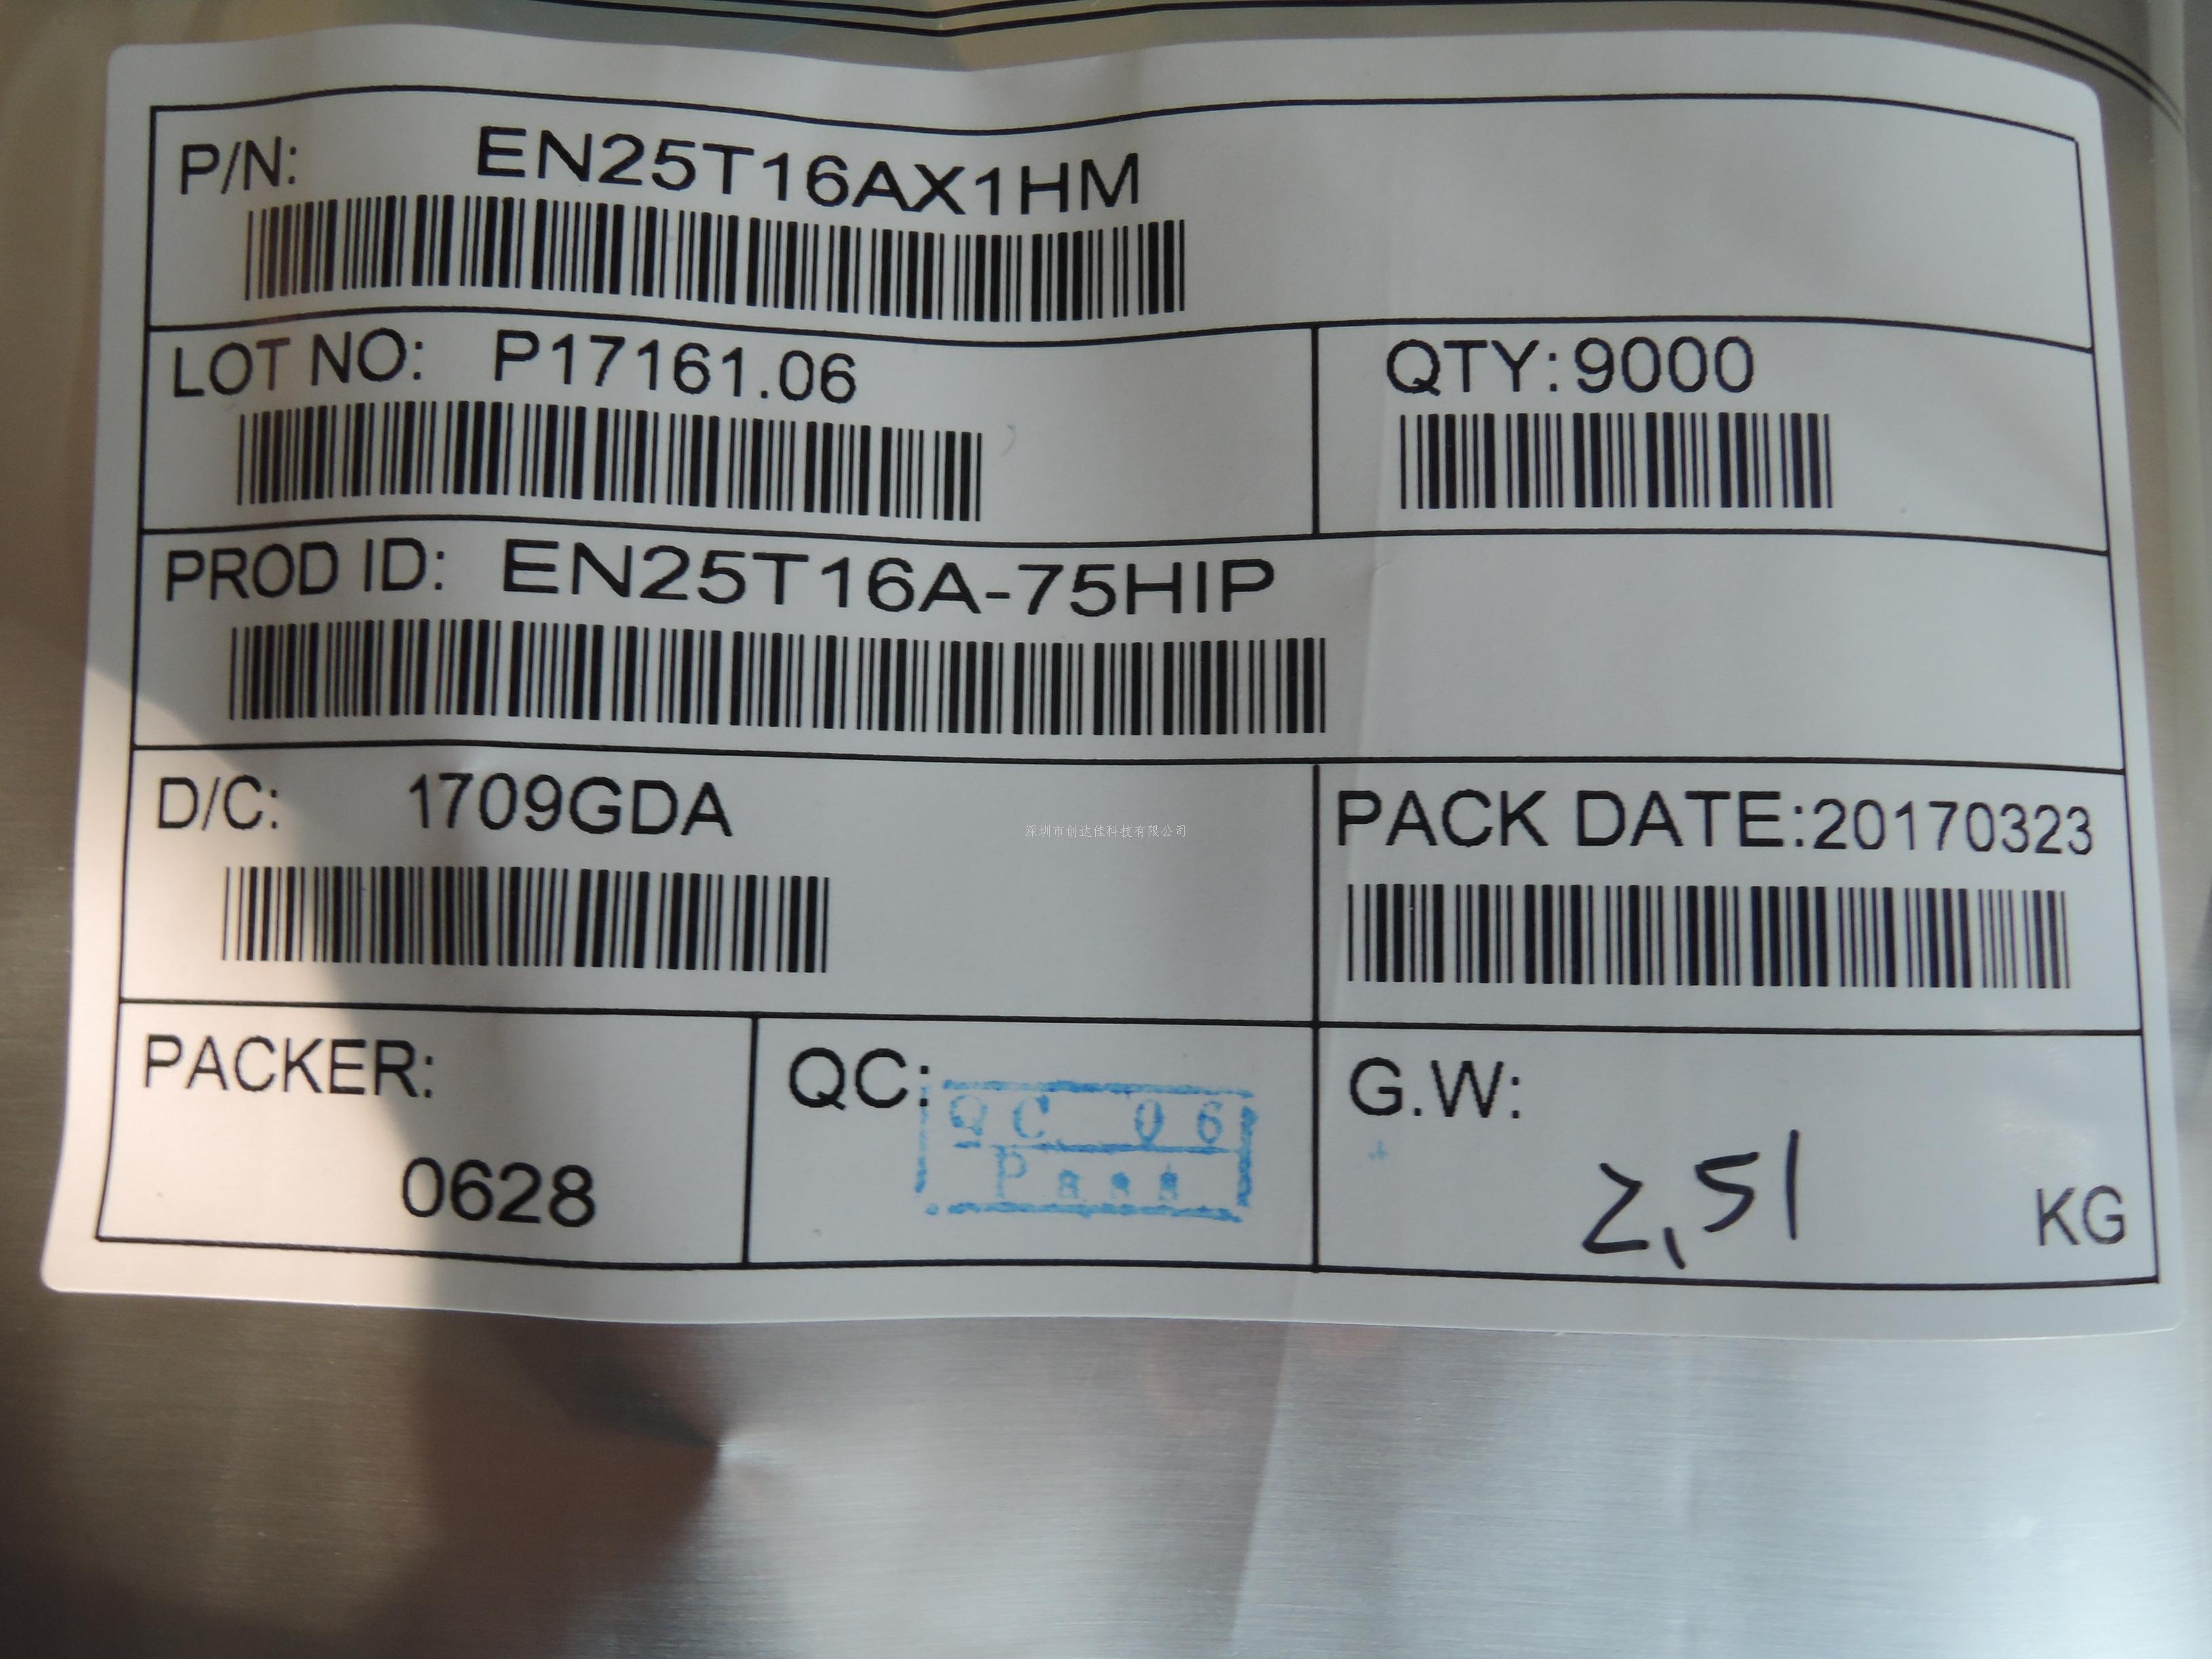 P/N: EN25T16AX1HM
LOT NO: P17161.06
QTY:9000
PROD ID: EN25T16A-75HIP
D/C: 1709GDA
深圳市创达佳科技有限公司
PACK DATE:20170323
PACKER:
0628
QC:
QC 06
Pass
G.W:
2,51 KG